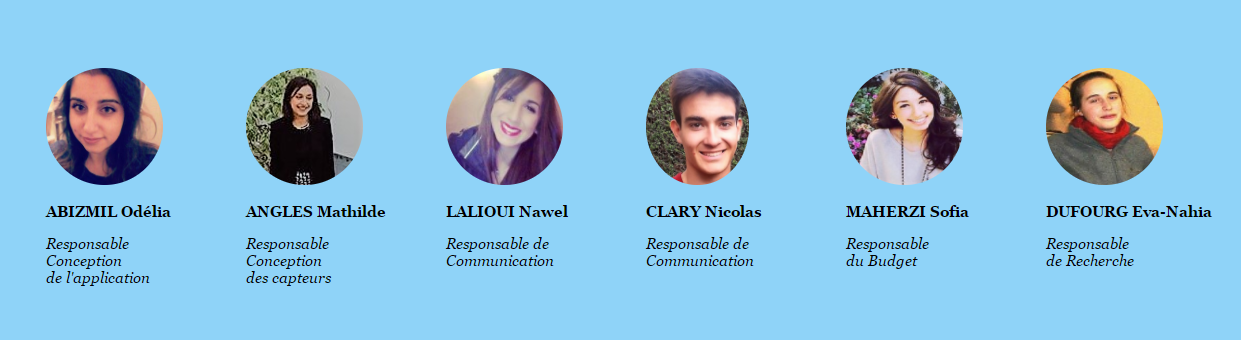 ABIZMIL Odélia
Responsable
Conception
de l'application
ANGLES Mathilde
Responsable
Conception
des capteurs
LALIOUI Nawel
Responsable de
Communication
CLARY Nicolas
Responsable de
Communication
MAHERZI Sofia
Responsable
du Budget
DUFOURG Eva-Nahia
Responsable
de Recherche